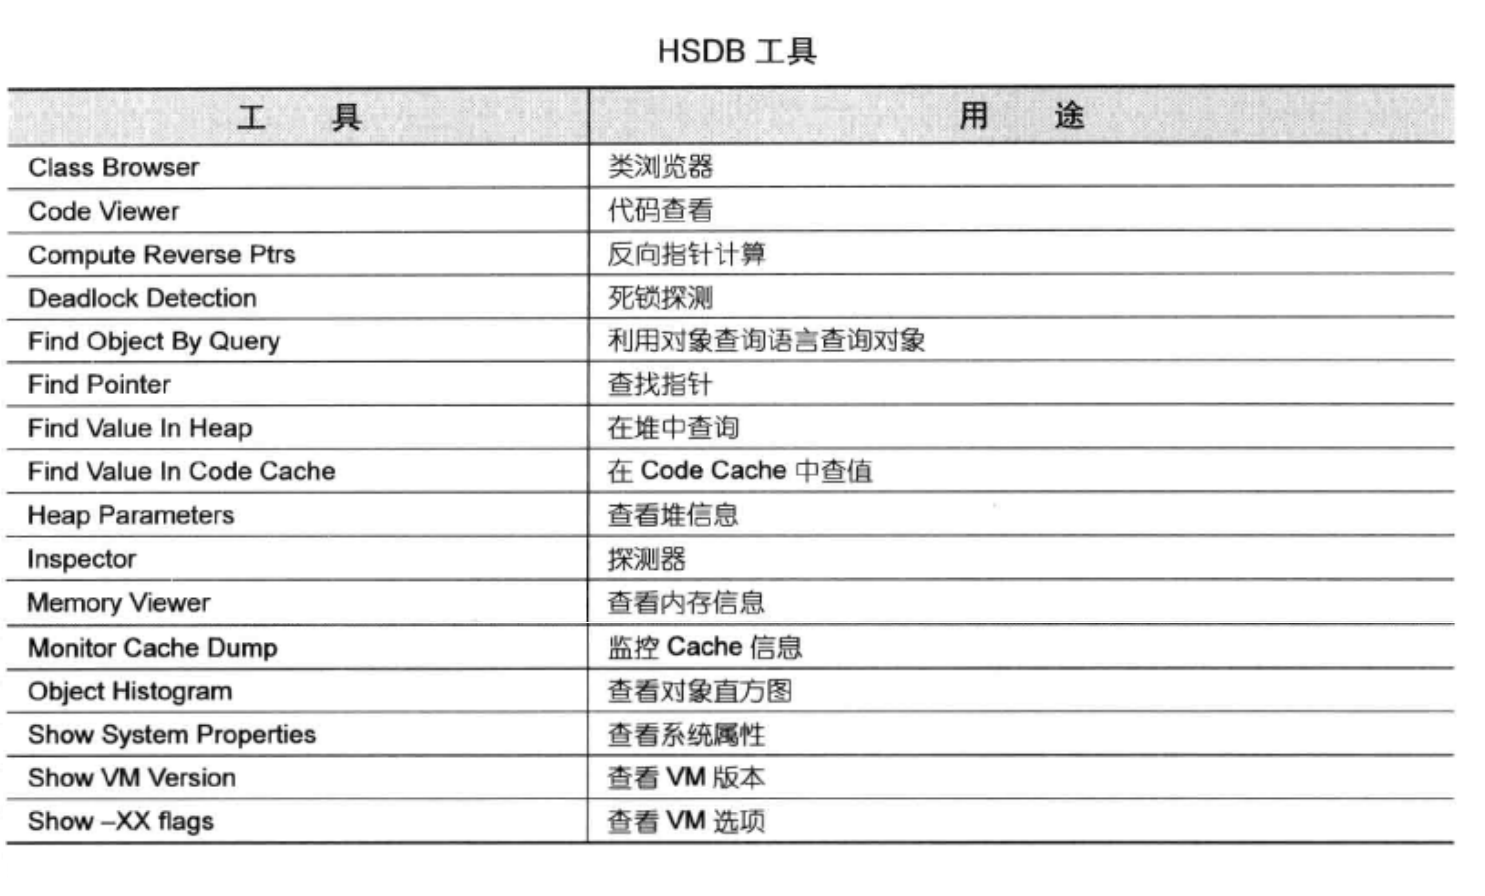 HSDB 工具
工 具 用 途
Class Browser 类浏览器
Code Viewer 代码查看
Compute Reverse Ptrs 反向指针计算
Deadlock Detection 死锁探测
Find Object By Query 利用对象查询语言查询对象
Find Pointer 查找指针
Find Value In Heap 在堆中查询
Find Value In Code Cache 在 Code Cache 中查值
Heap Parameters 查看堆信息
Inspector 探测器
Memory Viewer 查看内存信息
Monitor Cache Dump 监控 Cache 信息
Object Histogram 查看对象直方图
Show System Properties 查看系统属性
Show VM Version 查看 VM 版本
Show –XX flags 查看 VM 选项